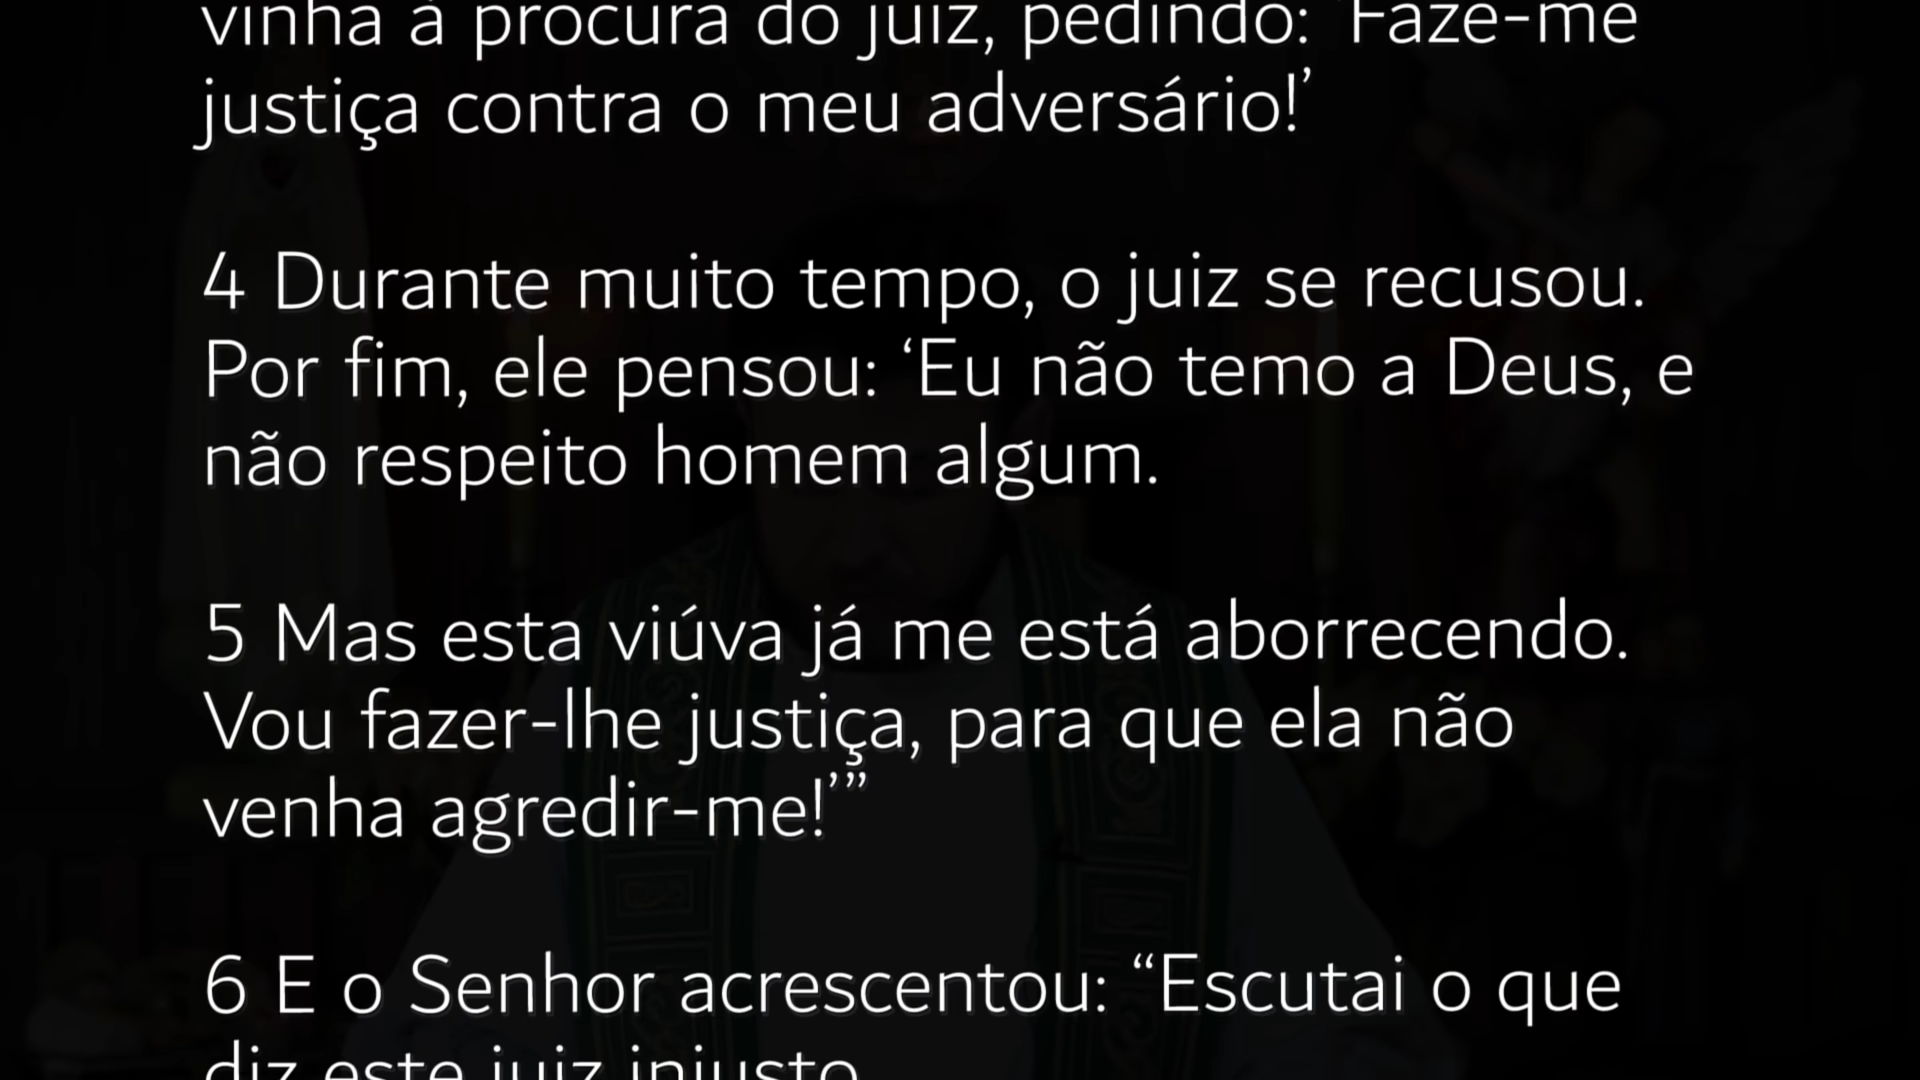 vinha à procura do juiz, pedindo: ‘Faze-me
justiça contra o meu adversário!’
4 Durante muito tempo, o juiz se recusou.
Por fim, ele pensou: ‘Eu não temo a Deus, e
não respeito homem algum.
5 Mas esta viúva já me está aborrecendo.
Vou fazer-lhe justiça, para que ela não
venha agredir-me!’”
6 E o Senhor acrescentou: “Escutai o que
diz este juiz injusto.